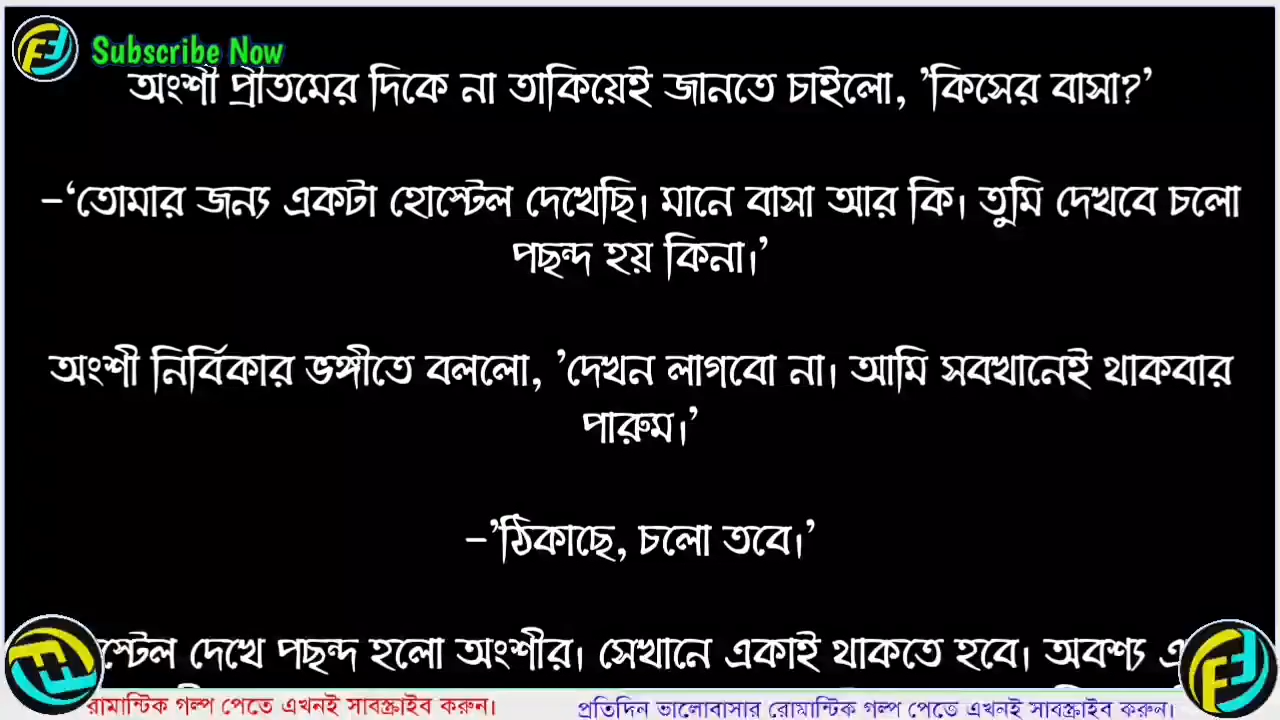 Subscribe Now
অংশী প্রীতমের দিকে না তাকিয়েই জানতে চাইলো, ’কিসের বাসা?’
–‘তোমার জন্য একটা হোস্টেল দেখেছি। মানে বাসা আর কি। তুমি দেখবে চলো
পছন্দ হয় কিনা।’
অংশী নির্বিকার ভঙ্গীতে বললো, ’দেখন লাগবো না। আমি সবখানেই থাকবার
পারুম।’
–’ঠিকাছে, চলো তবে।’
স্টেল দেখে পছন্দ হলো অংশীর। সেখানে একাই থাকতে হবে। অবশ্য এ
রোমান্টিক গল্প পেতে এখনই সাবস্ক্রাইব করুন।
প্রতিদিন ভালোবাসার রোমান্টিক গল্প পেতে এখনই সাবস্ক্রাইব করুন।